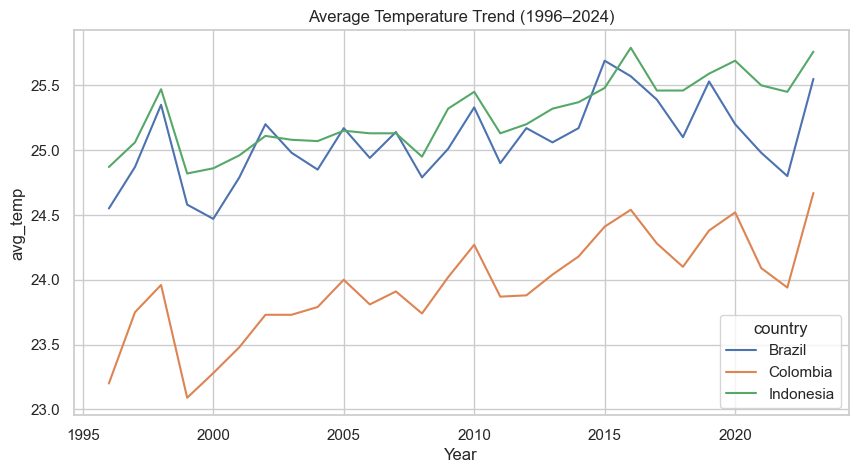 Average Temperature Trend (1996–2024)
avg_temp
25.5
25.0
24.5
24.0
23.5
23.0
1995
2000
2005
2010
2015
2020
Year
country
Brazil
Colombia
Indonesia